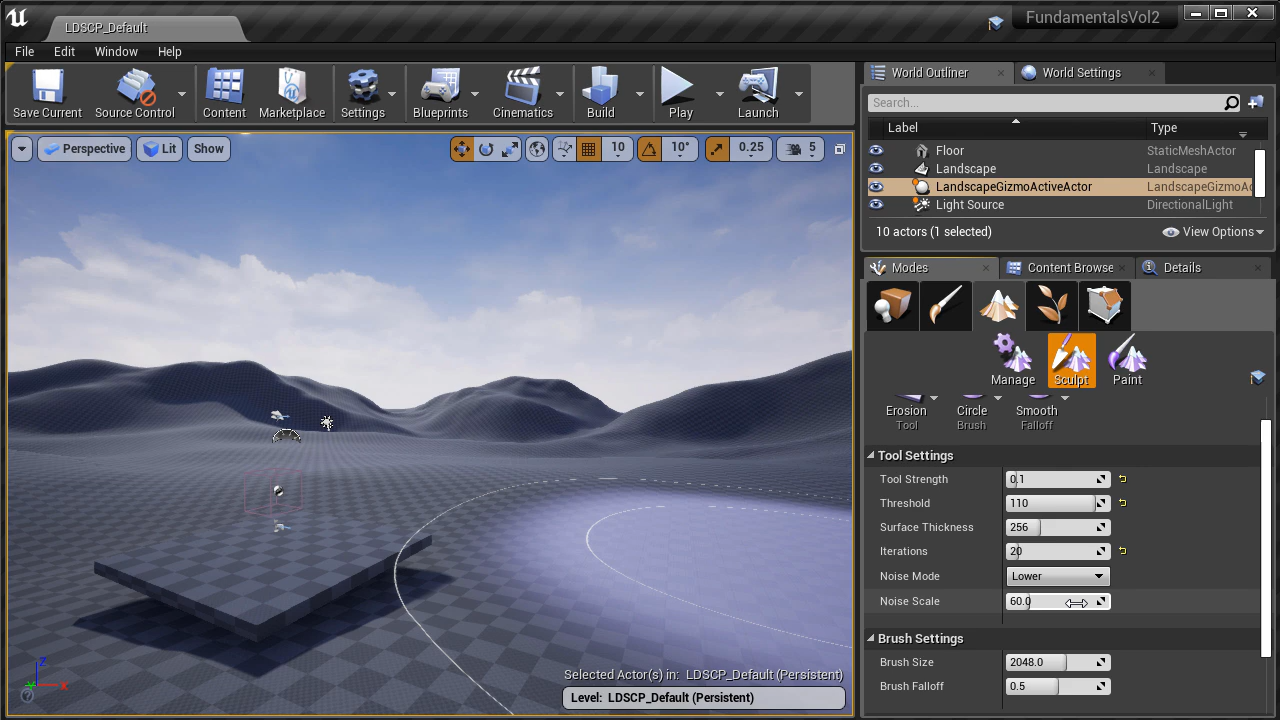 LDSCP_Default
FundamentalsVol2
File Edit Window Help
Save Current Source Control Content Marketplace Settings Blueprints Cinematics Build Play Launch
Perspective Lit Show 10 10° 0.25 5
Selected Actor(s) in: LDSCP_Default (Persistent)
Level: LDSCP_Default (Persistent)
Z
X
Y
World Outliner World Settings
Search...
Label Type
Floor StaticMeshActor
Landscape Landscape
LandscapeGizmoActiveActor LandscapeGizmoAc
Light Source DirectionalLight
10 actors (1 selected) View Options
Modes Content Browse Details
Manage Sculpt Paint
Erosion Circle Smooth
Tool Brush Falloff
Tool Settings
Tool Strength 0.1
Threshold 110
Surface Thickness 256
Iterations 20
Noise Mode Lower
Noise Scale 60.0
Brush Settings
Brush Size 2048.0
Brush Falloff 0.5